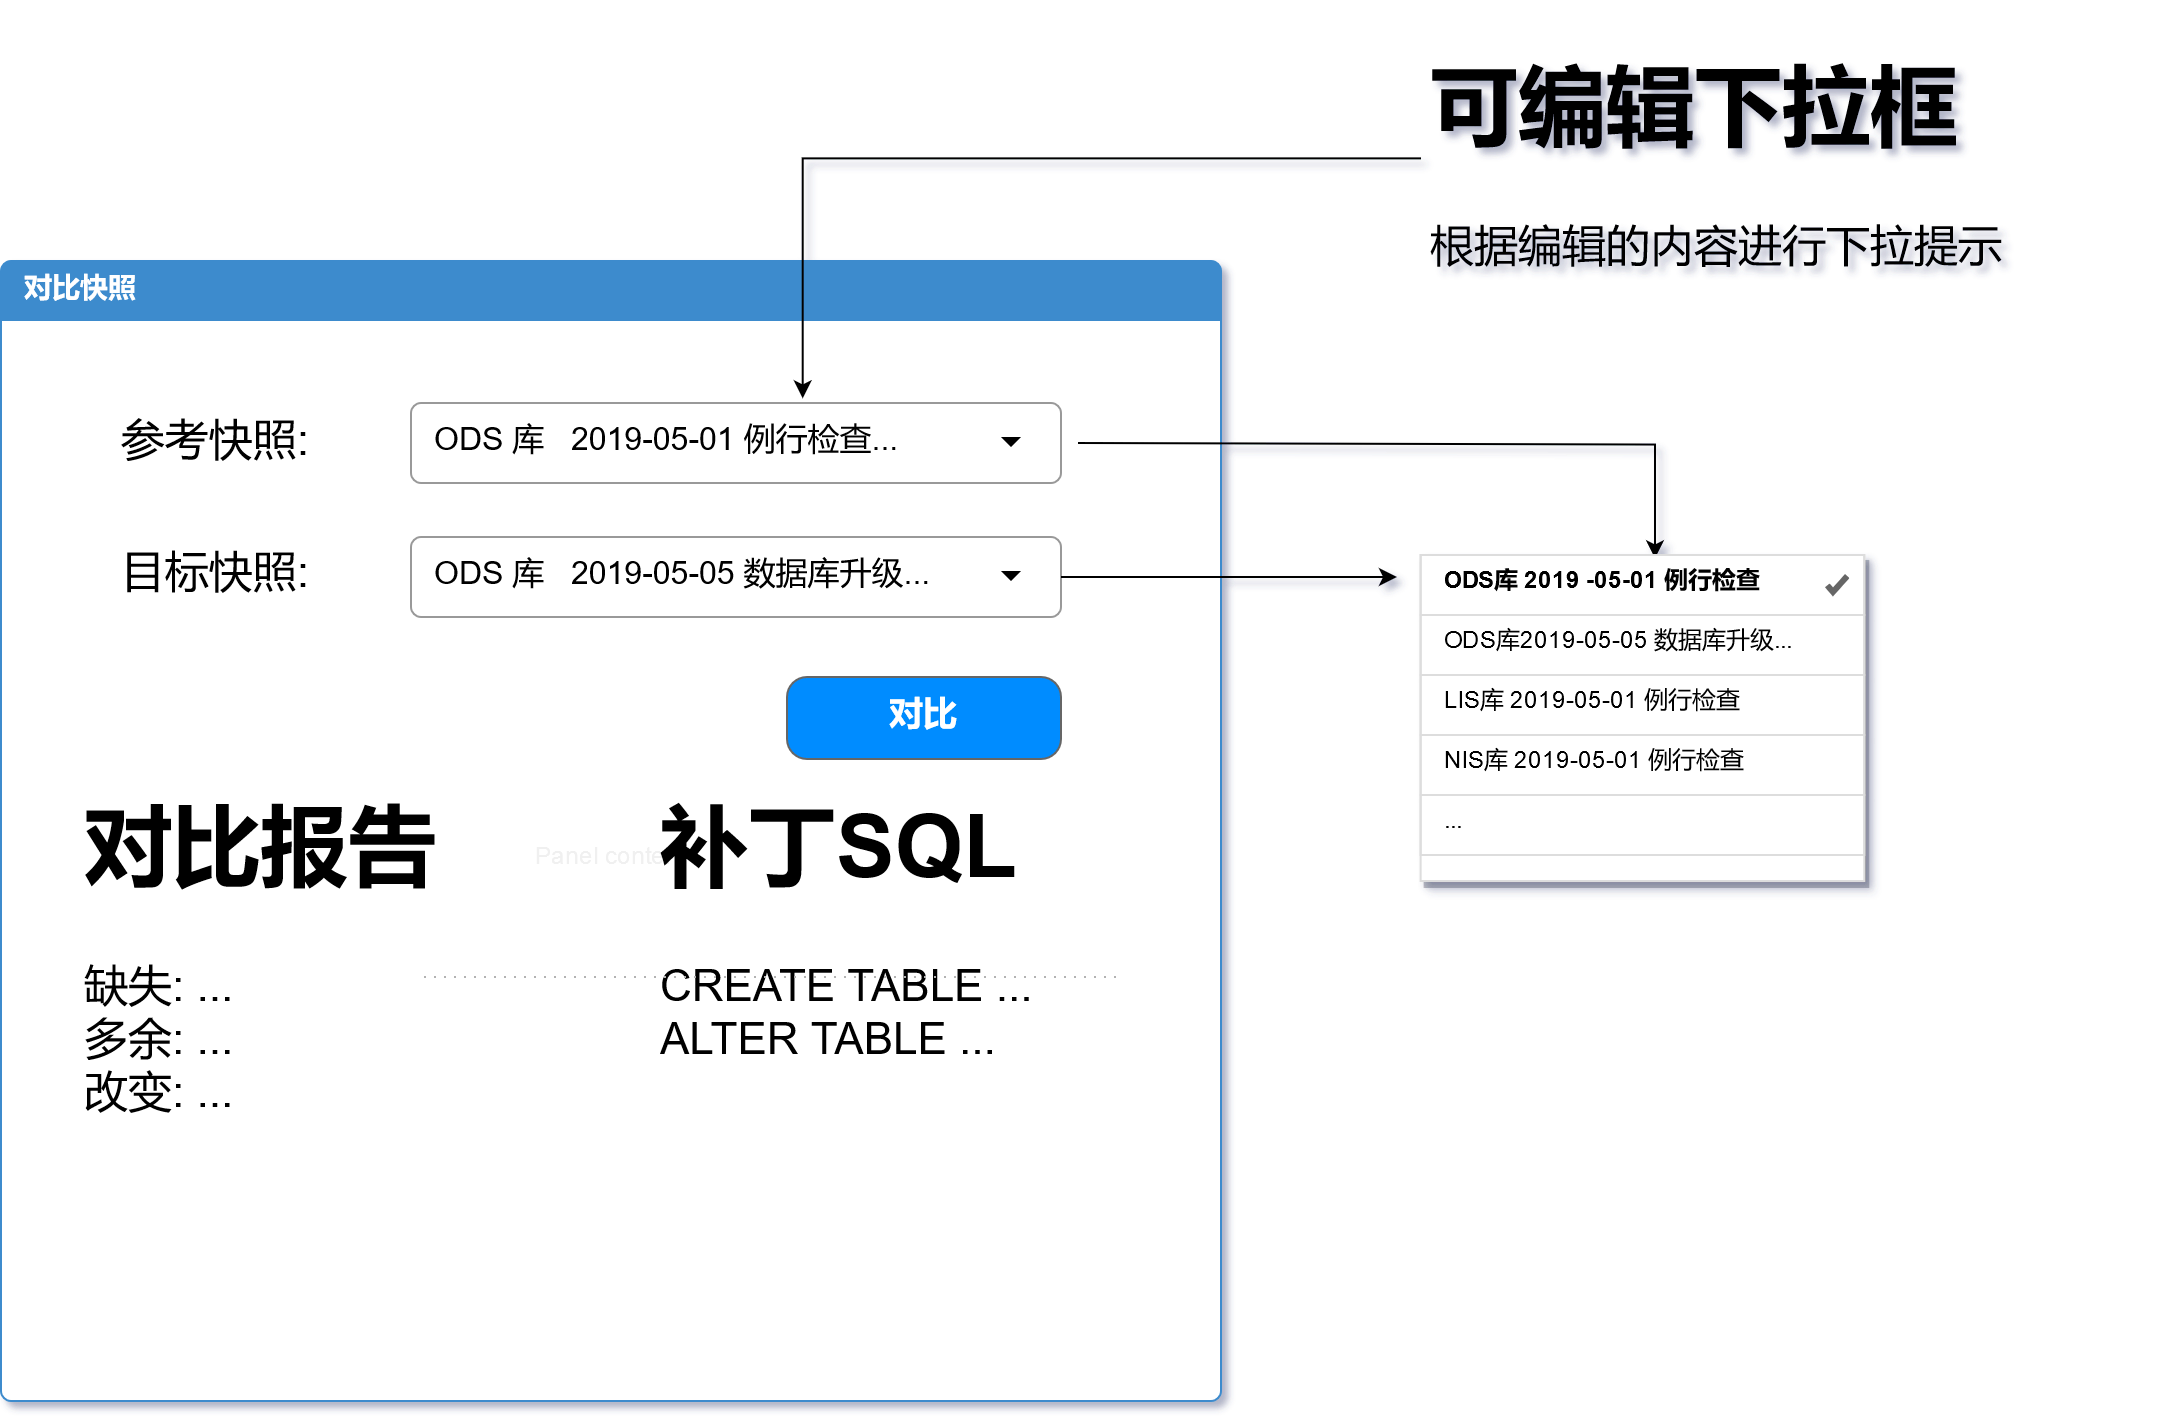 可编辑下拉框
根据编辑的内容进行下拉提示
对比快照
参考快照:
ODS 库   2019-05-01 例行检查...
目标快照:
ODS 库   2019-05-05 数据库升级...
对比
ODS库 2019 -05-01 例行检查
ODS库2019-05-05 数据库升级...
LIS库 2019-05-01 例行检查
NIS库 2019-05-01 例行检查
...
对比报告
Panel conte
补丁SQL
缺失: ...
多余: ...
改变: ...
CREATE TABLE ...
ALTER TABLE ...